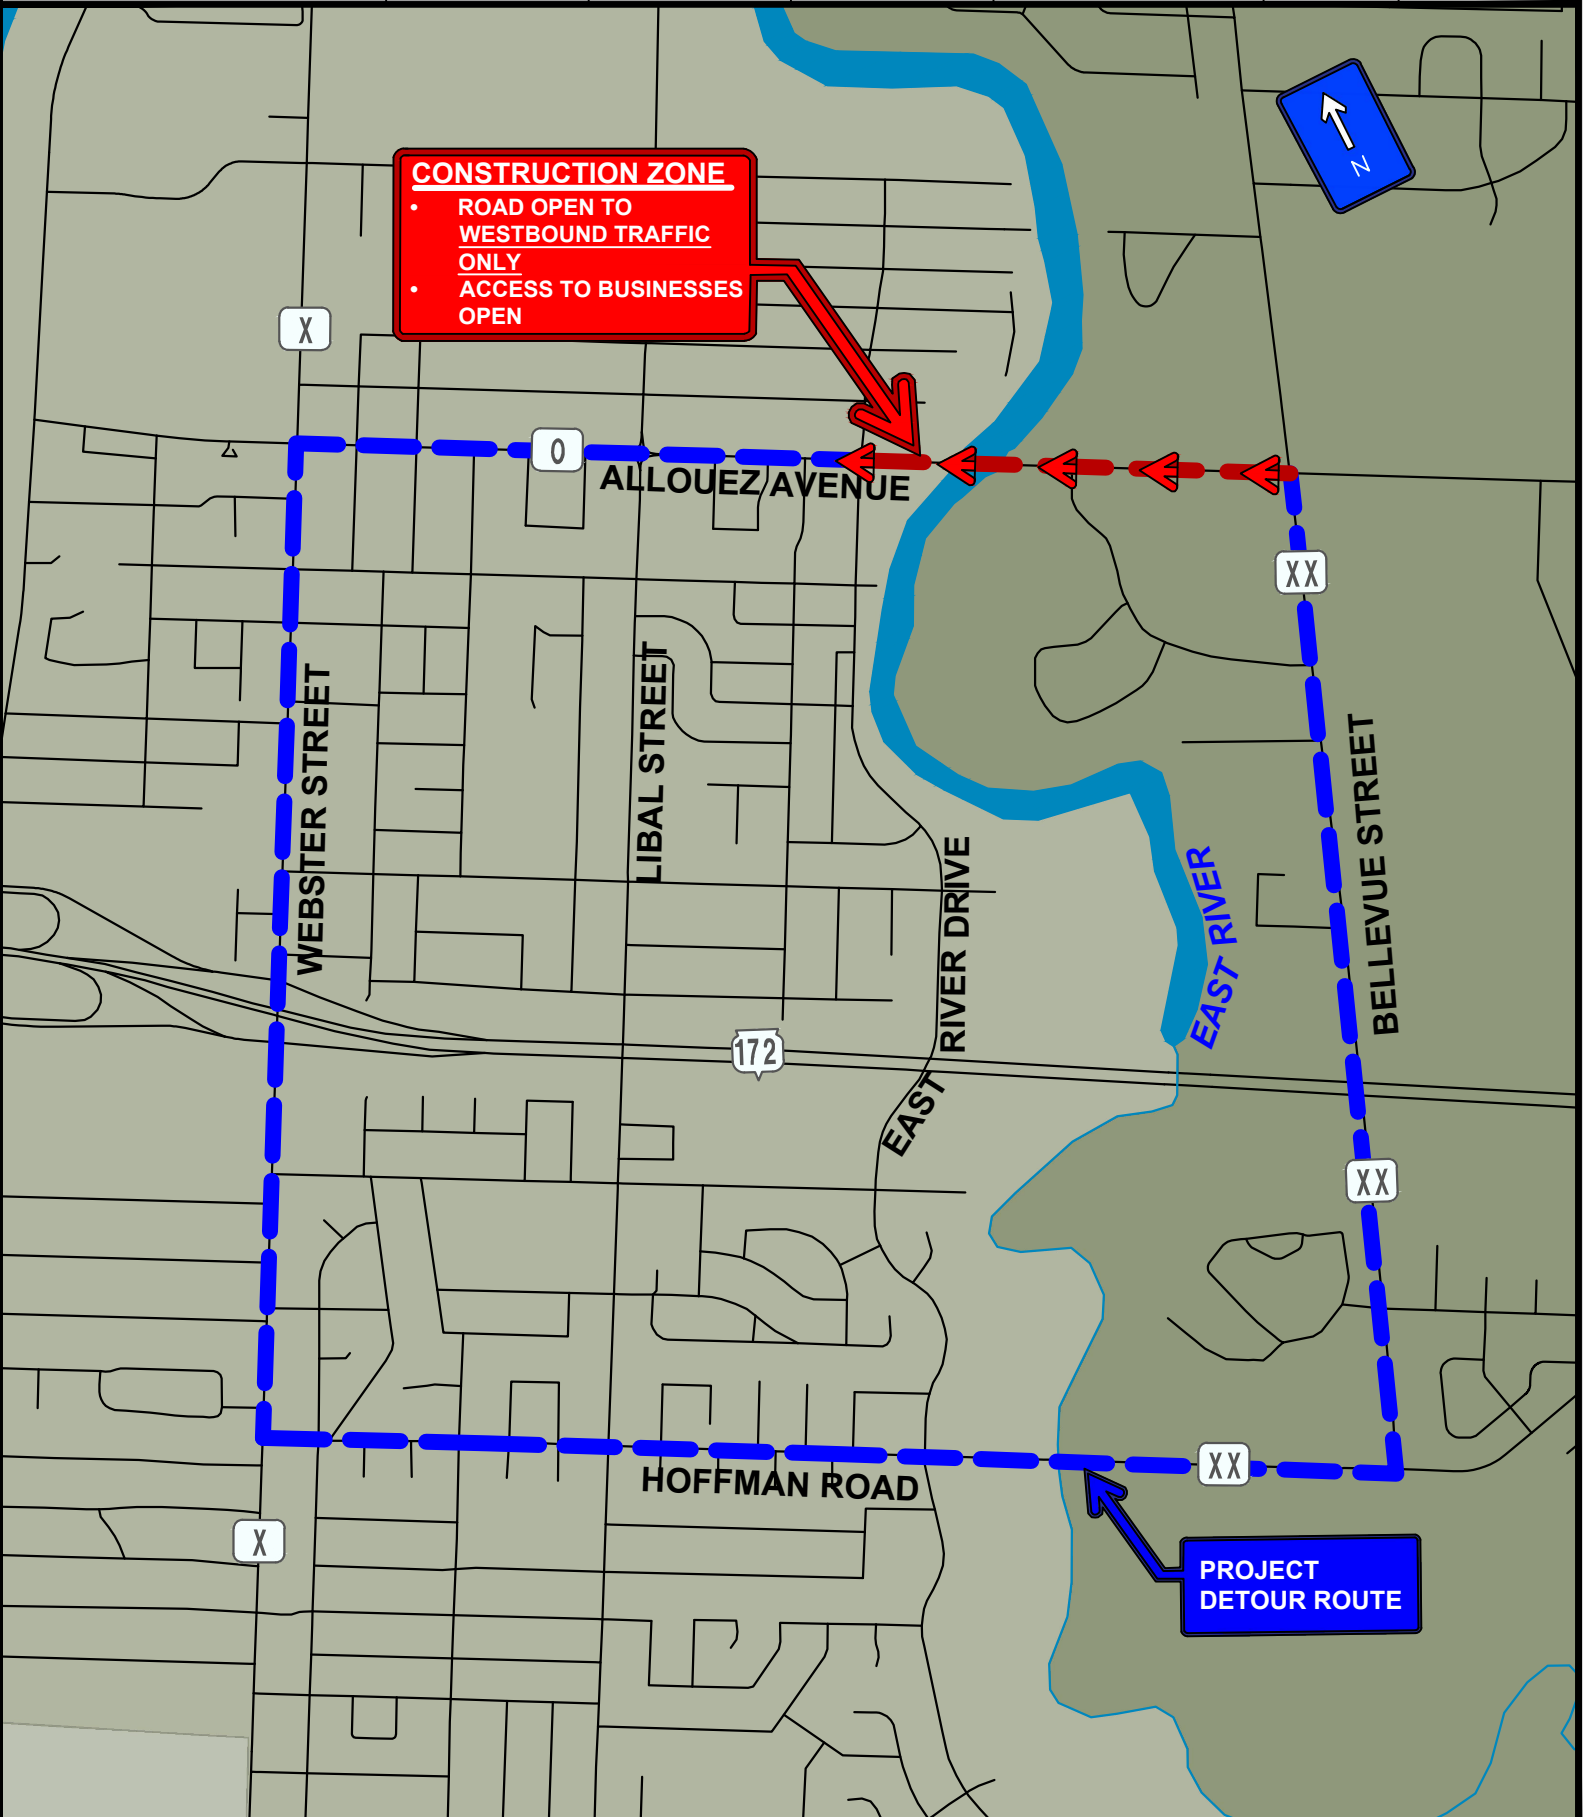 N
CONSTRUCTION ZONE
• ROAD OPEN TO
WESTBOUND TRAFFIC
ONLY
• ACCESS TO BUSINESSES
OPEN
X
O
ALLOUEZ AVENUE
XX
WEBSTER STREET
LIBAL STREET
BELLEVUE STREET
EAST RIVER
EAST RIVER DRIVE
172
XX
HOFFMAN ROAD
XX
X
PROJECT
DETOUR ROUTE